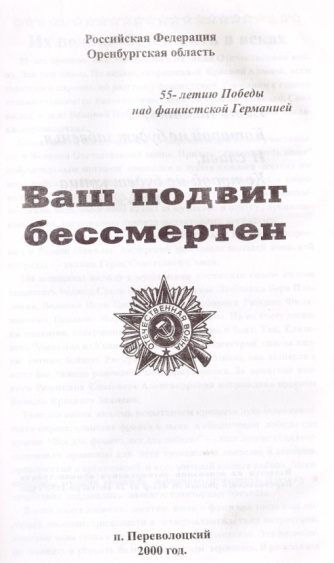 Российская Федерация
Оренбургская область
55- летию Победы
над фашистской Германией
Ваш подвиг
бессмертен
ОТЕЧЕСТВЕННАЯ ВОЙНА
п. Переволоцкий
2000 год.